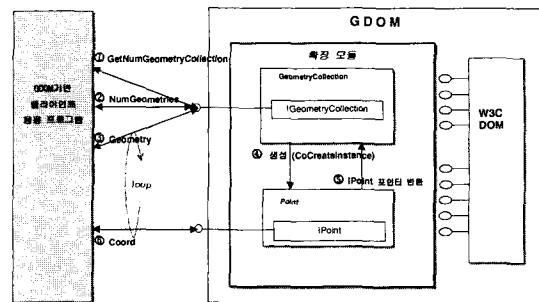 GDOM
확장 모듈
GDOM기반
클라이언트
응용 프로그램
① GetNumGeometryCollection
② NumGeometries
③ Geometry
loop
⑥ Coord
GeometryCollection
IGeometryCollection
④ 생성 (CoCreateInstance)
⑤ IPoint 포인터 반환
Point
IPoint
W3C
DOM